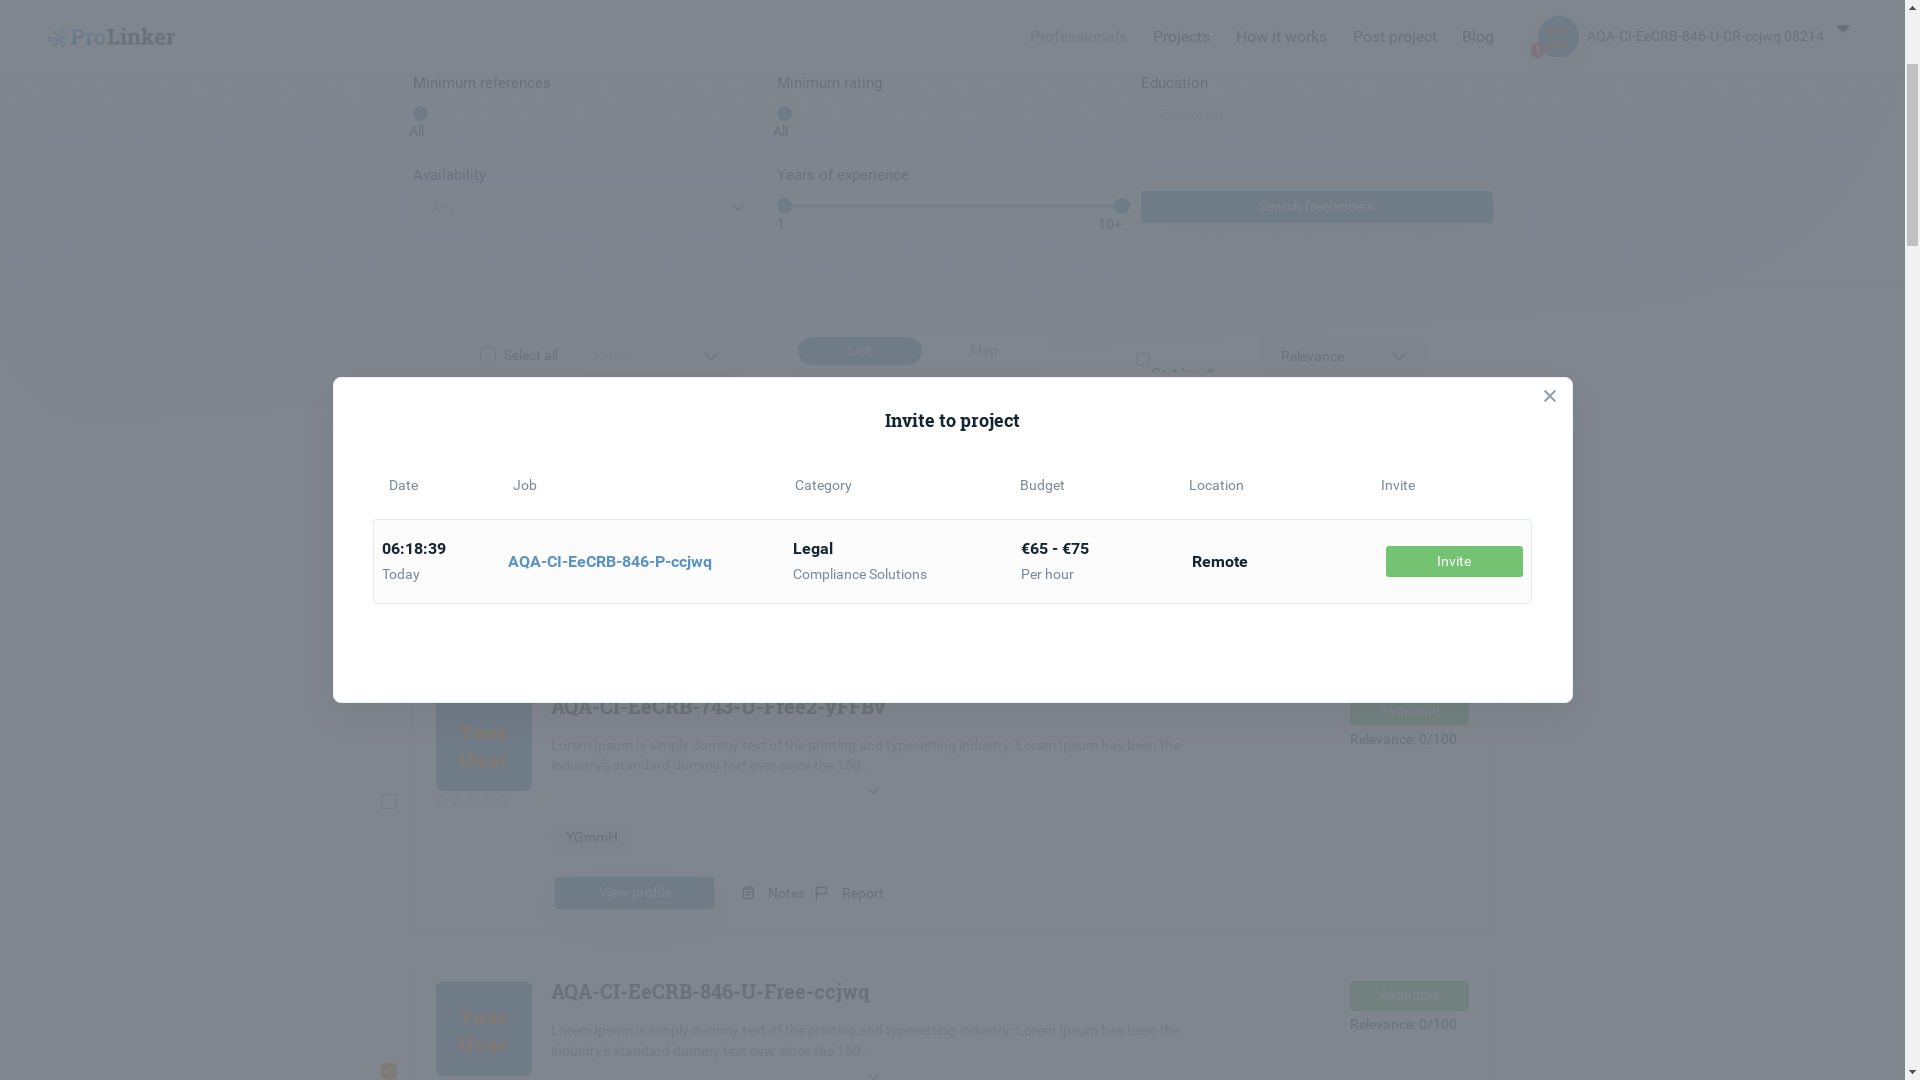 ProLinker
Professionals
Projects
How it works
Post project
Blog
1
AQA-CI-EeCRB-846-U-CR-ccjwq 08214
Minimum references
Minimum rating
Education
Education
All
All
Availability
Years of experience
Any
Search freelancers
1
10+
Select all
Action
List
Map
Relevance
Invite to project
Date
Job
Category
Budget
Location
Invite
06:18:39
Today
AQA-CI-EeCRB-846-P-ccjwq
Legal
Compliance Solutions
€65 - €75
Per hour
Remote
Invite
AQA-CI-EeCRB-743-U-Free2-yFFBv
Available
Relevance: 0/100
Test
User
Lorem Ipsum is simply dummy text of the printing and typesetting industry. Lorem Ipsum has been the
industry's standard dummy text ever since the 150...
YGmmH
View profile
Notes
Report
AQA-CI-EeCRB-846-U-Free-ccjwq
Available
Relevance: 0/100
Test
User
Lorem Ipsum is simply dummy text of the printing and typesetting industry. Lorem Ipsum has been the
industry's standard dummy text ever since the 150...